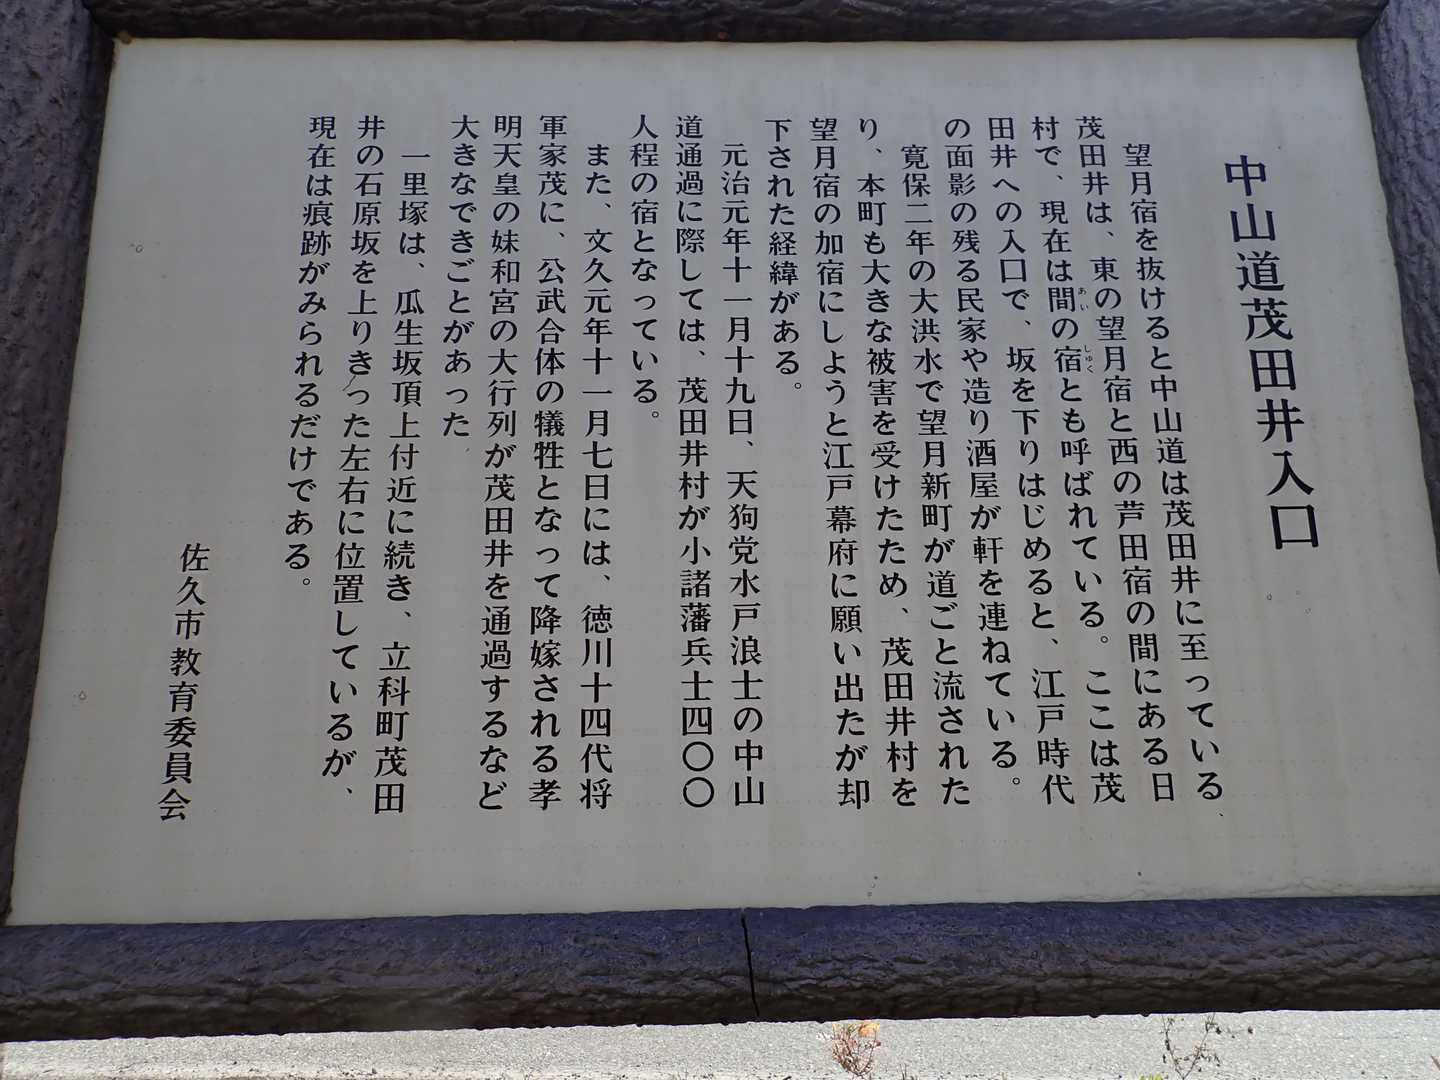 中山道茂田井入口
望月宿を抜けると中山道は茂田井に至っている
茂田井は、東の望月宿と西の芦田宿の間にある日
村で、現在は間の宿とも呼ばれている。ここは茂
田井への入口で、坂を下りはじめると、江戸時代
の面影の残る民家や造り酒屋が軒を連ねている。
寛保二年の大洪水で望月新町が道ごと流された
り、本町も大きな被害を受けたため、茂田井村を
望月宿の加宿にしようと江戸幕府に願い出たが却
下された経緯がある。
元治元年十一月十九日、天狗党水戸浪士の中山
道通過に際しては、茂田井村が小諸藩兵士四〇〇
人程の宿となっている。
また、文久元年十一月七日には、徳川十四代将
軍家茂に、公武合体の犠牲となって降嫁される孝
明天皇の妹和宮の大行列が茂田井を通過するなど
大きなできごとがあった
一里塚は、瓜生坂頂上付近に続き、立科町茂田
井の石原坂を上りきった左右に位置しているが、
現在は痕跡がみられるだけである。
佐久市教育委員会